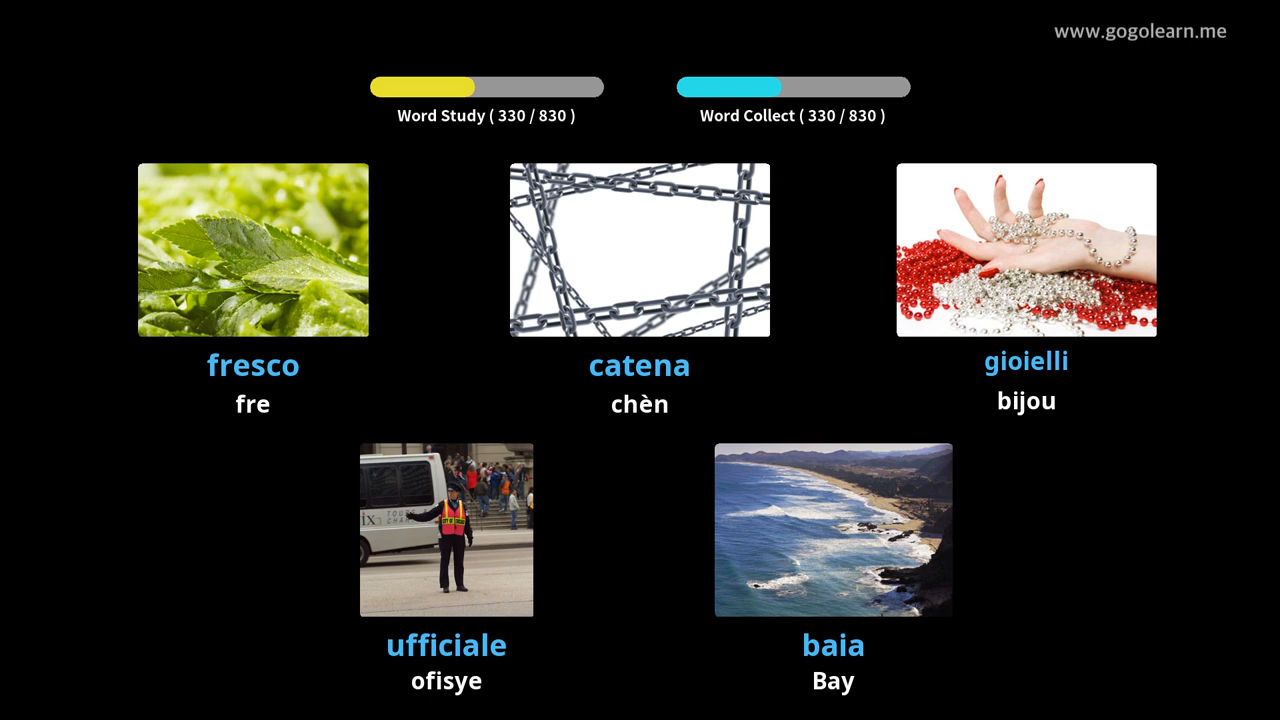 www.gogolearn.me
Word Study ( 330 / 830 )
Word Collect ( 330 / 830 )
fresco
fre
catena
chèn
gioielli
bijou
ufficiale
ofisye
baia
Bay